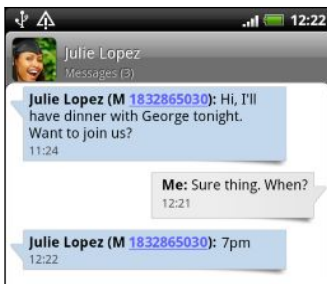 12:22
Julie Lopez
Messages (3)
Julie Lopez (M 1832865030): Hi, I'll
have dinner with George tonight.
Want to join us?
11:24
Me: Sure thing. When?
12:21
Julie Lopez (M 1832865030): 7pm
12:22